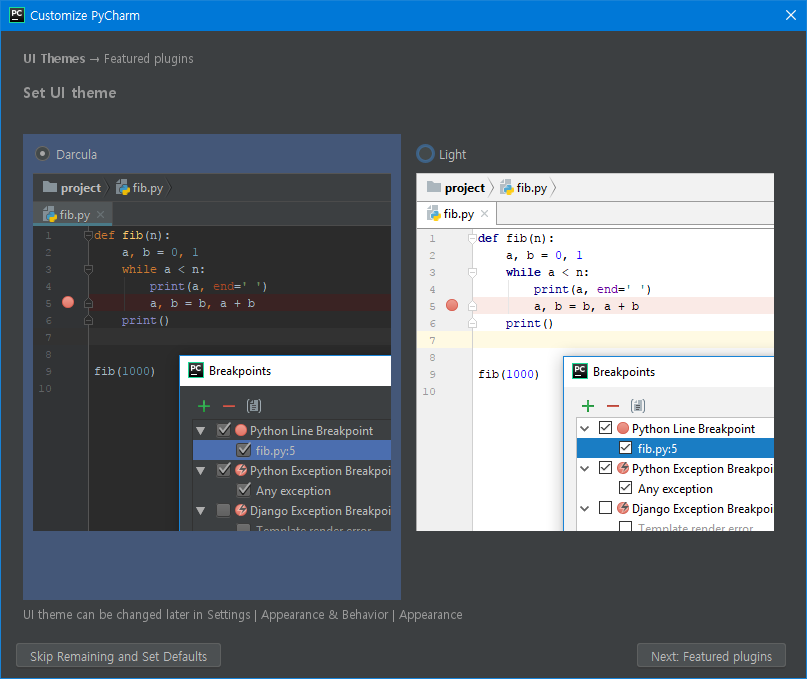 Customize PyCharm
UI Themes → Featured plugins
Set UI theme
Darcula
project fib.py
fib.py
1 def fib(n):
2 a, b = 0, 1
3 while a < n:
4 print(a, end=' ')
5 a, b = b, a + b
6 print()
7
8
9 fib(1000)
10
PC Breakpoints
Python Line Breakpoint
fib.py:5
Python Exception Breakpoi
Any exception
Django Exception Breakpoi
Template render error
Light
project fib.py
fib.py
1 def fib(n):
2 a, b = 0, 1
3 while a < n:
4 print(a, end=' ')
5 a, b = b, a + b
6 print()
7
8
9 fib(1000)
10
PC Breakpoints
Python Line Breakpoint
fib.py:5
Python Exception Breakpoi
Any exception
Django Exception Breakpoi
Template render error
UI theme can be changed later in Settings | Appearance & Behavior | Appearance
Skip Remaining and Set Defaults
Next: Featured plugins